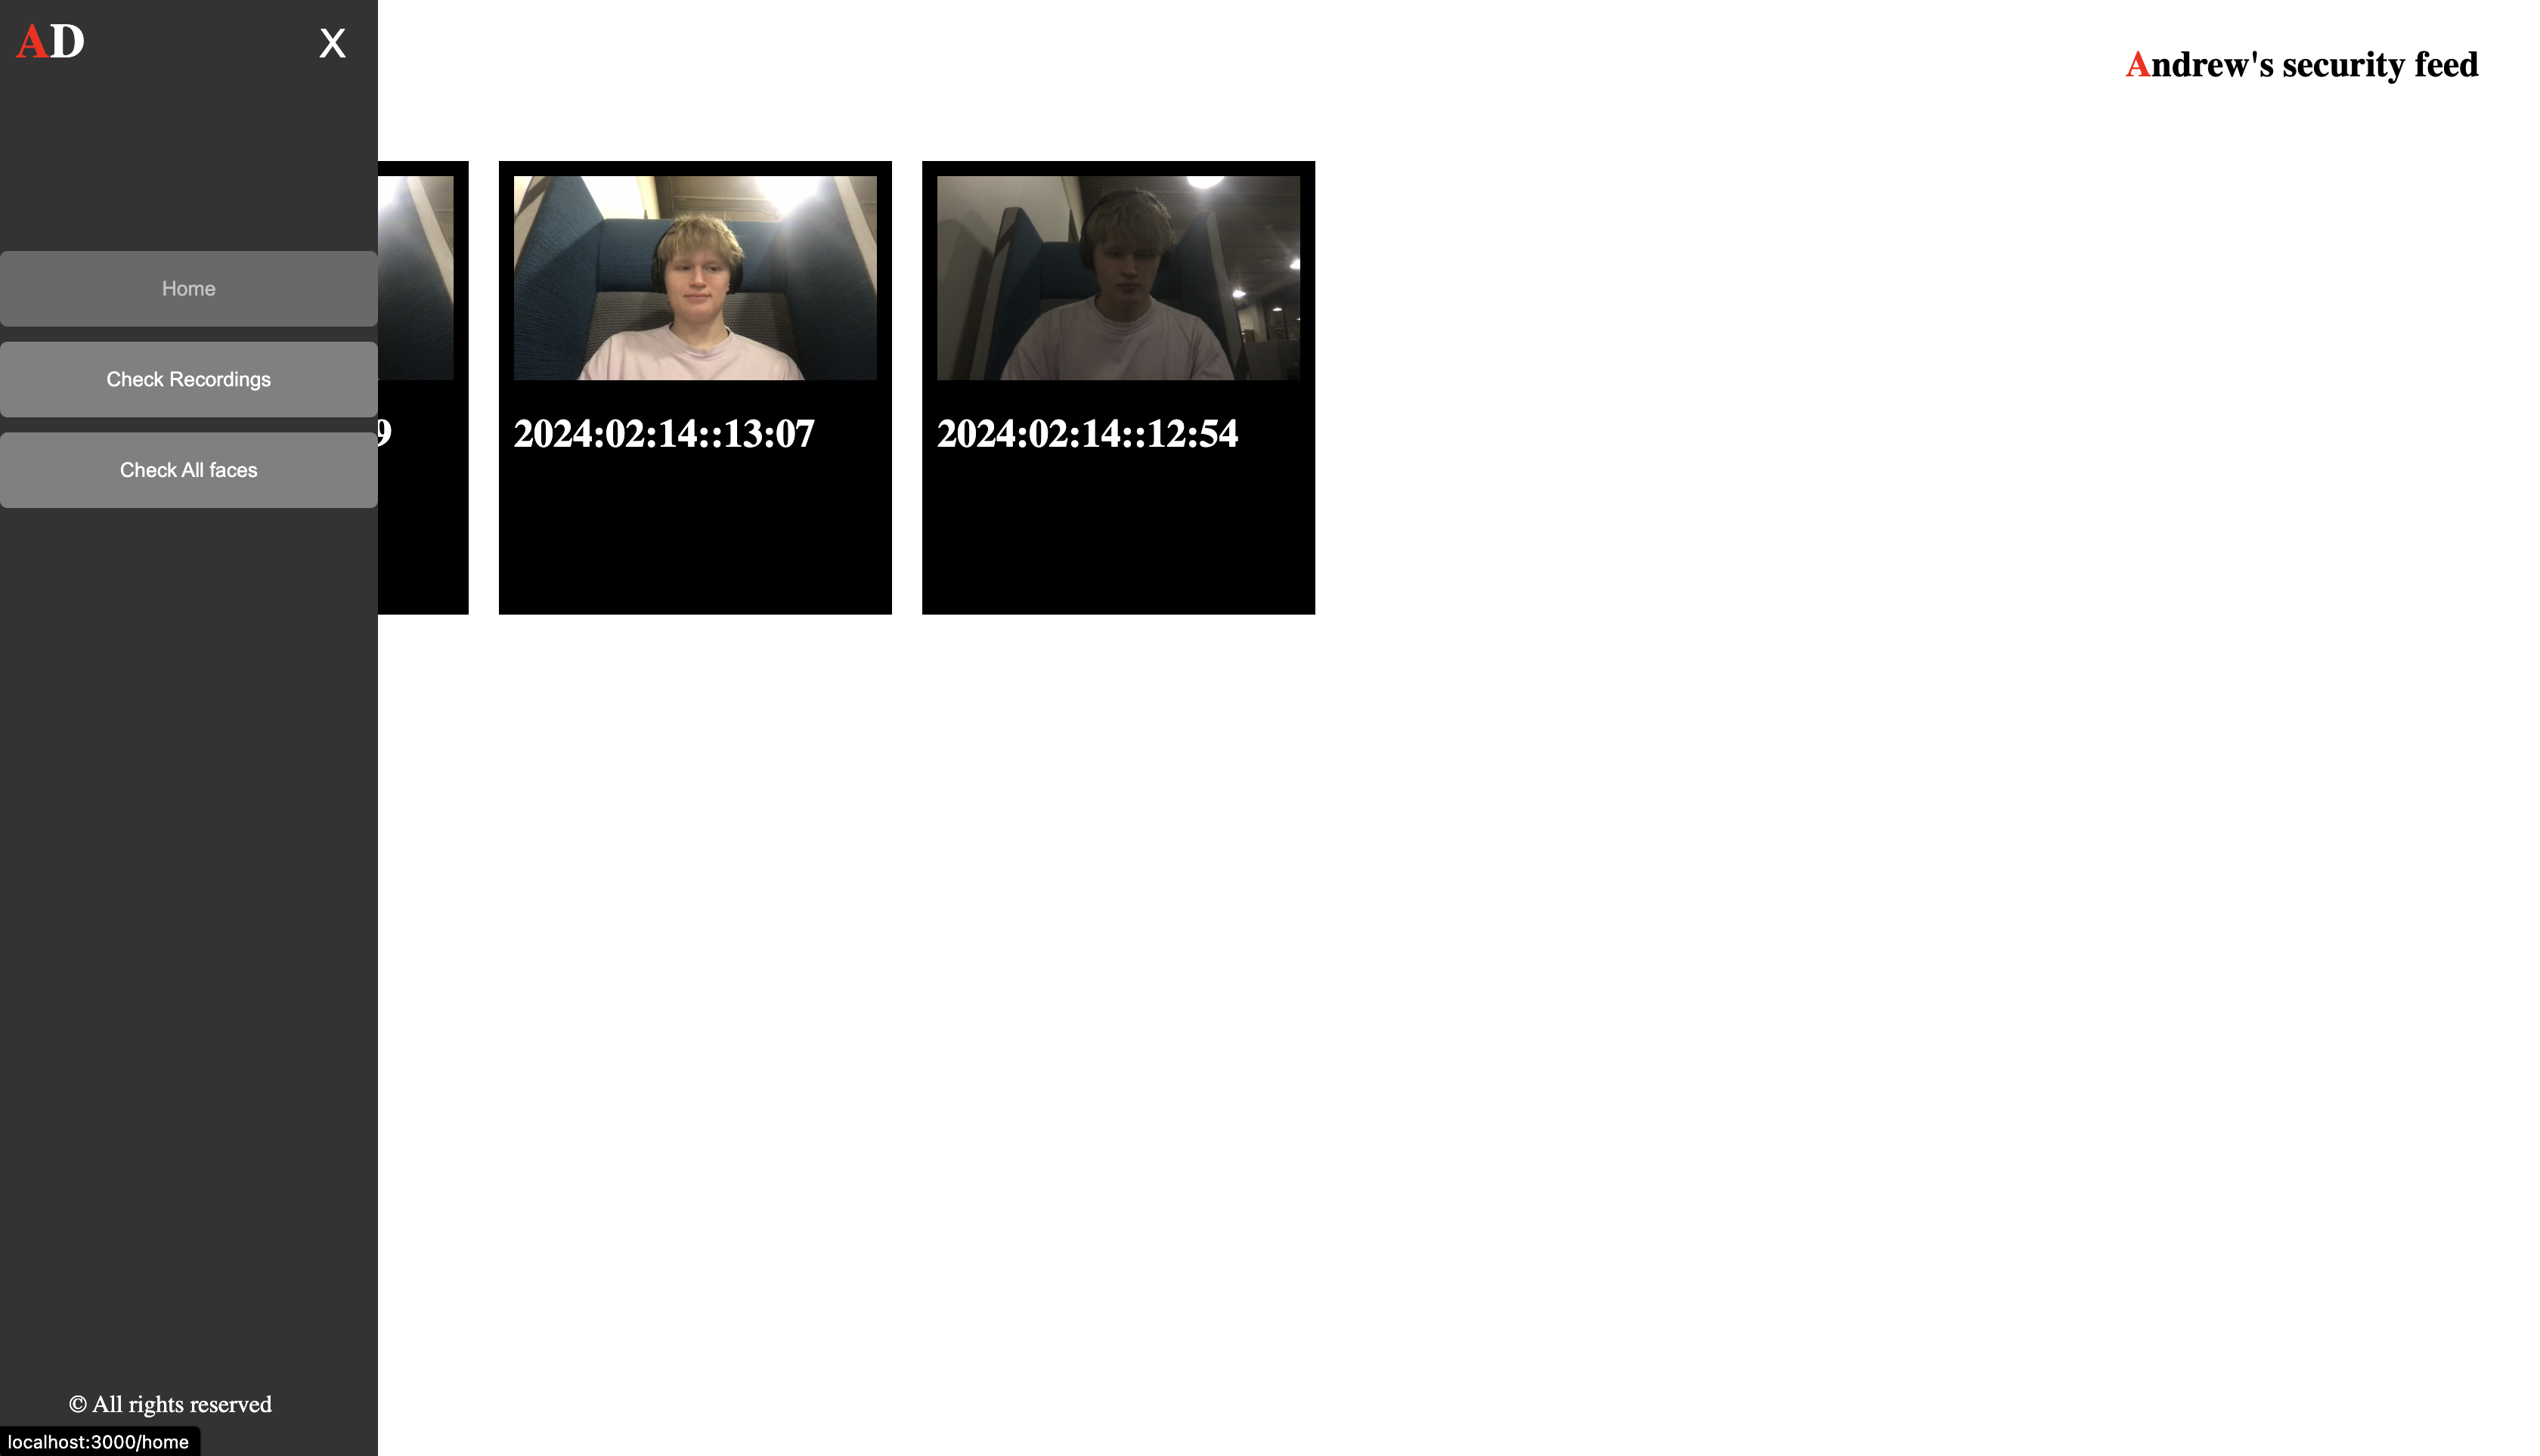 AD
X
Andrew's security feed
Home
Check Recordings
Check All faces
9
2024:02:14::13:07
2024:02:14::12:54
© All rights reserved
localhost:3000/home